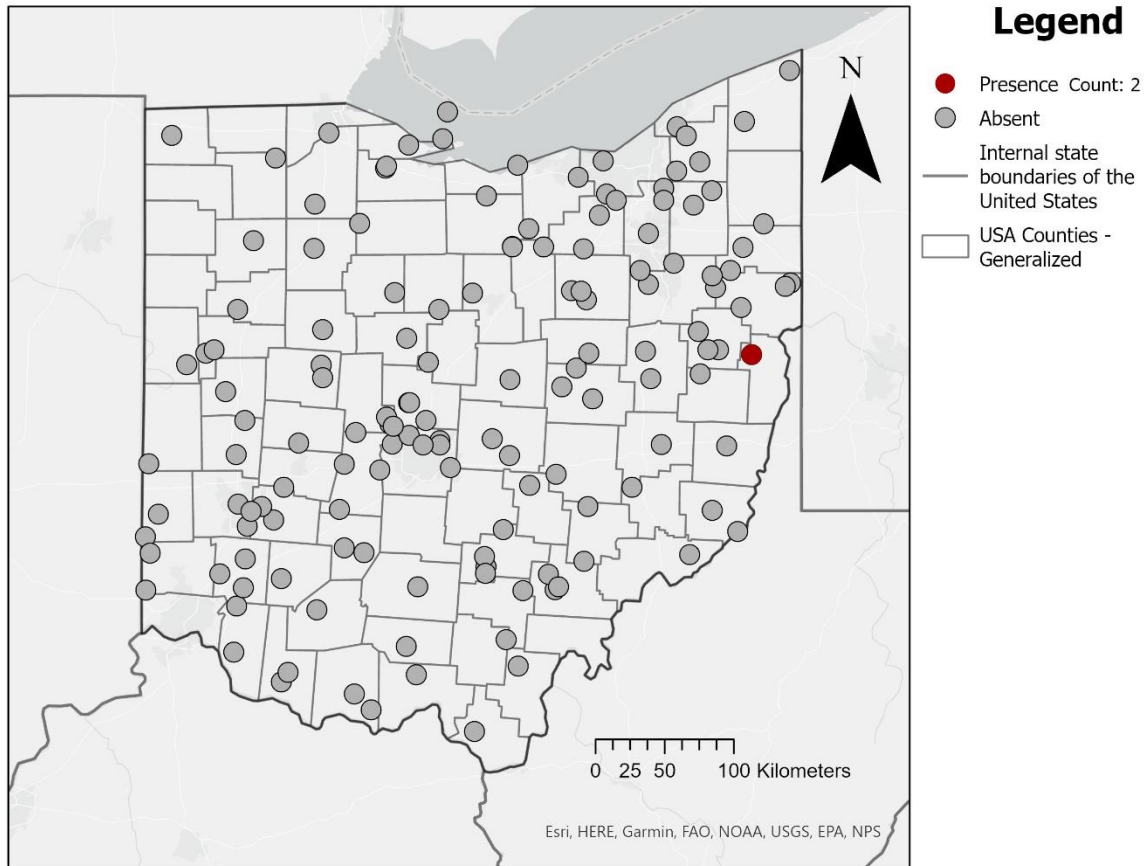 Legend
N
Presence Count: 2
Absent
Internal state
boundaries of the
United States
USA Counties -
Generalized
0 25 50 100 Kilometers
Esri, HERE, Garmin, FAO, NOAA, USGS, EPA, NPS